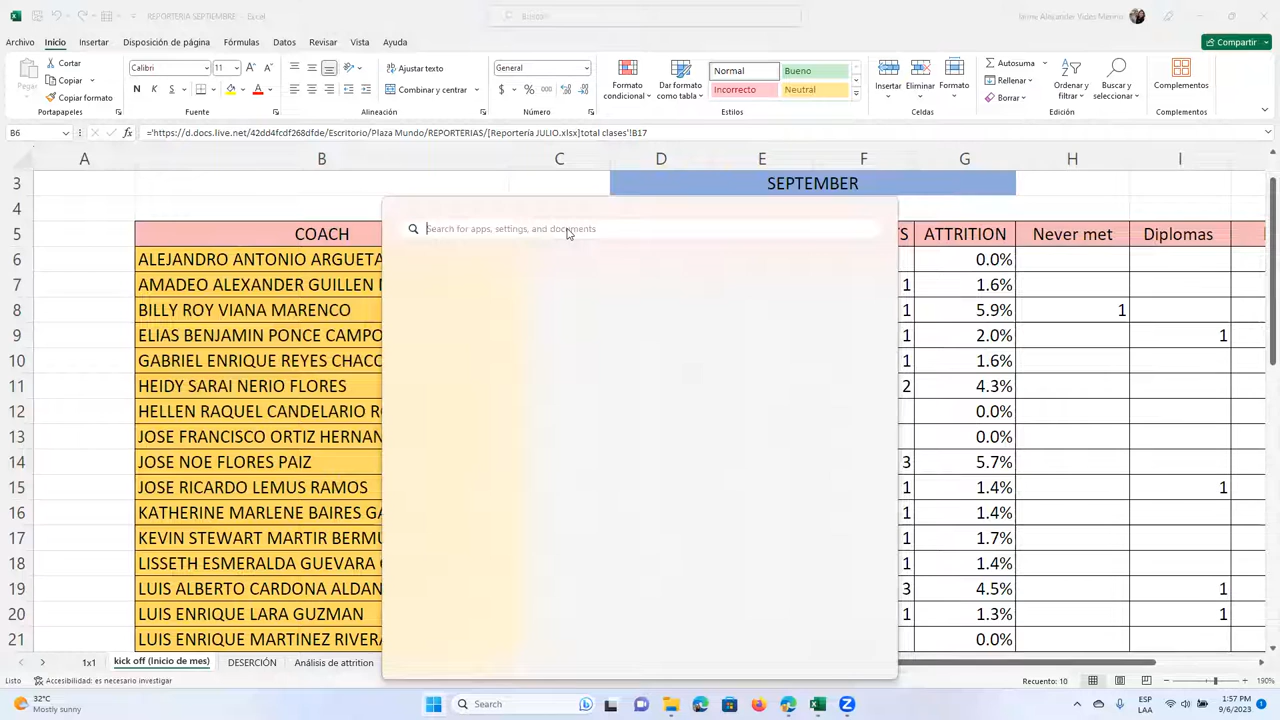 REPORTERIA SEPTIEMBRE - Excel
Buscar
Jaime Alexander Vides Merino
Archivo Inicio Insertar Disposición de página Fórmulas Datos Revisar Vista Ayuda
Compartir
Pegar
Cortar
Copiar
Copiar formato
Portapapeles
Calibri 11
N K S
Fuente
Ajustar texto
Combinar y centrar
Alineación
General
$ % 000
Número
Formato condicional
Dar formato como tabla
Normal Bueno
Incorrecto Neutral
Estilos
Insertar Eliminar Formato
Celdas
Autosuma
Rellenar
Borrar
Ordenar y filtrar
Buscar y seleccionar
Edición
Complementos
Complementos
B6 fx ='https://d.docs.live.net/42dd4fcdf268dfde/Escritorio/Plaza Mundo/REPORTERIAS/[Reportería JULIO.xlsx]total clases'!B17
A B C D E F G H I
3 SEPTEMBER
4
Search for apps, settings, and documents
5 COACH S ATTRITION Never met Diplomas
6 ALEJANDRO ANTONIO ARGUETA 0.0%
7 AMADEO ALEXANDER GUILLEN 1 1.6%
8 BILLY ROY VIANA MARENCO 1 5.9% 1
9 ELIAS BENJAMIN PONCE CAMPO 1 2.0% 1
10 GABRIEL ENRIQUE REYES CHACO 1 1.6%
11 HEIDY SARAI NERIO FLORES 2 4.3%
12 HELLEN RAQUEL CANDELARIO R 0.0%
13 JOSE FRANCISCO ORTIZ HERNAN 0.0%
14 JOSE NOE FLORES PAIZ 3 5.7%
15 JOSE RICARDO LEMUS RAMOS 1 1.4% 1
16 KATHERINE MARLENE BAIRES GA 1 1.4%
17 KEVIN STEWART MARTIR BERMU 1 1.7%
18 LISSETH ESMERALDA GUEVARA 1 1.4%
19 LUIS ALBERTO CARDONA ALDAN 3 4.5% 1
20 LUIS ENRIQUE LARA GUZMAN 1 1.3% 1
21 LUIS ENRIQUE MARTINEZ RIVERA 0.0%
1x1 kick off (Inicio de mes) DESERCIÓN Análisis de attrition
Listo Accesibilidad: es necesario investigar Recuento: 10 190%
32°C
Mostly sunny
Search
ESP
LAA
1:57 PM
9/6/2023